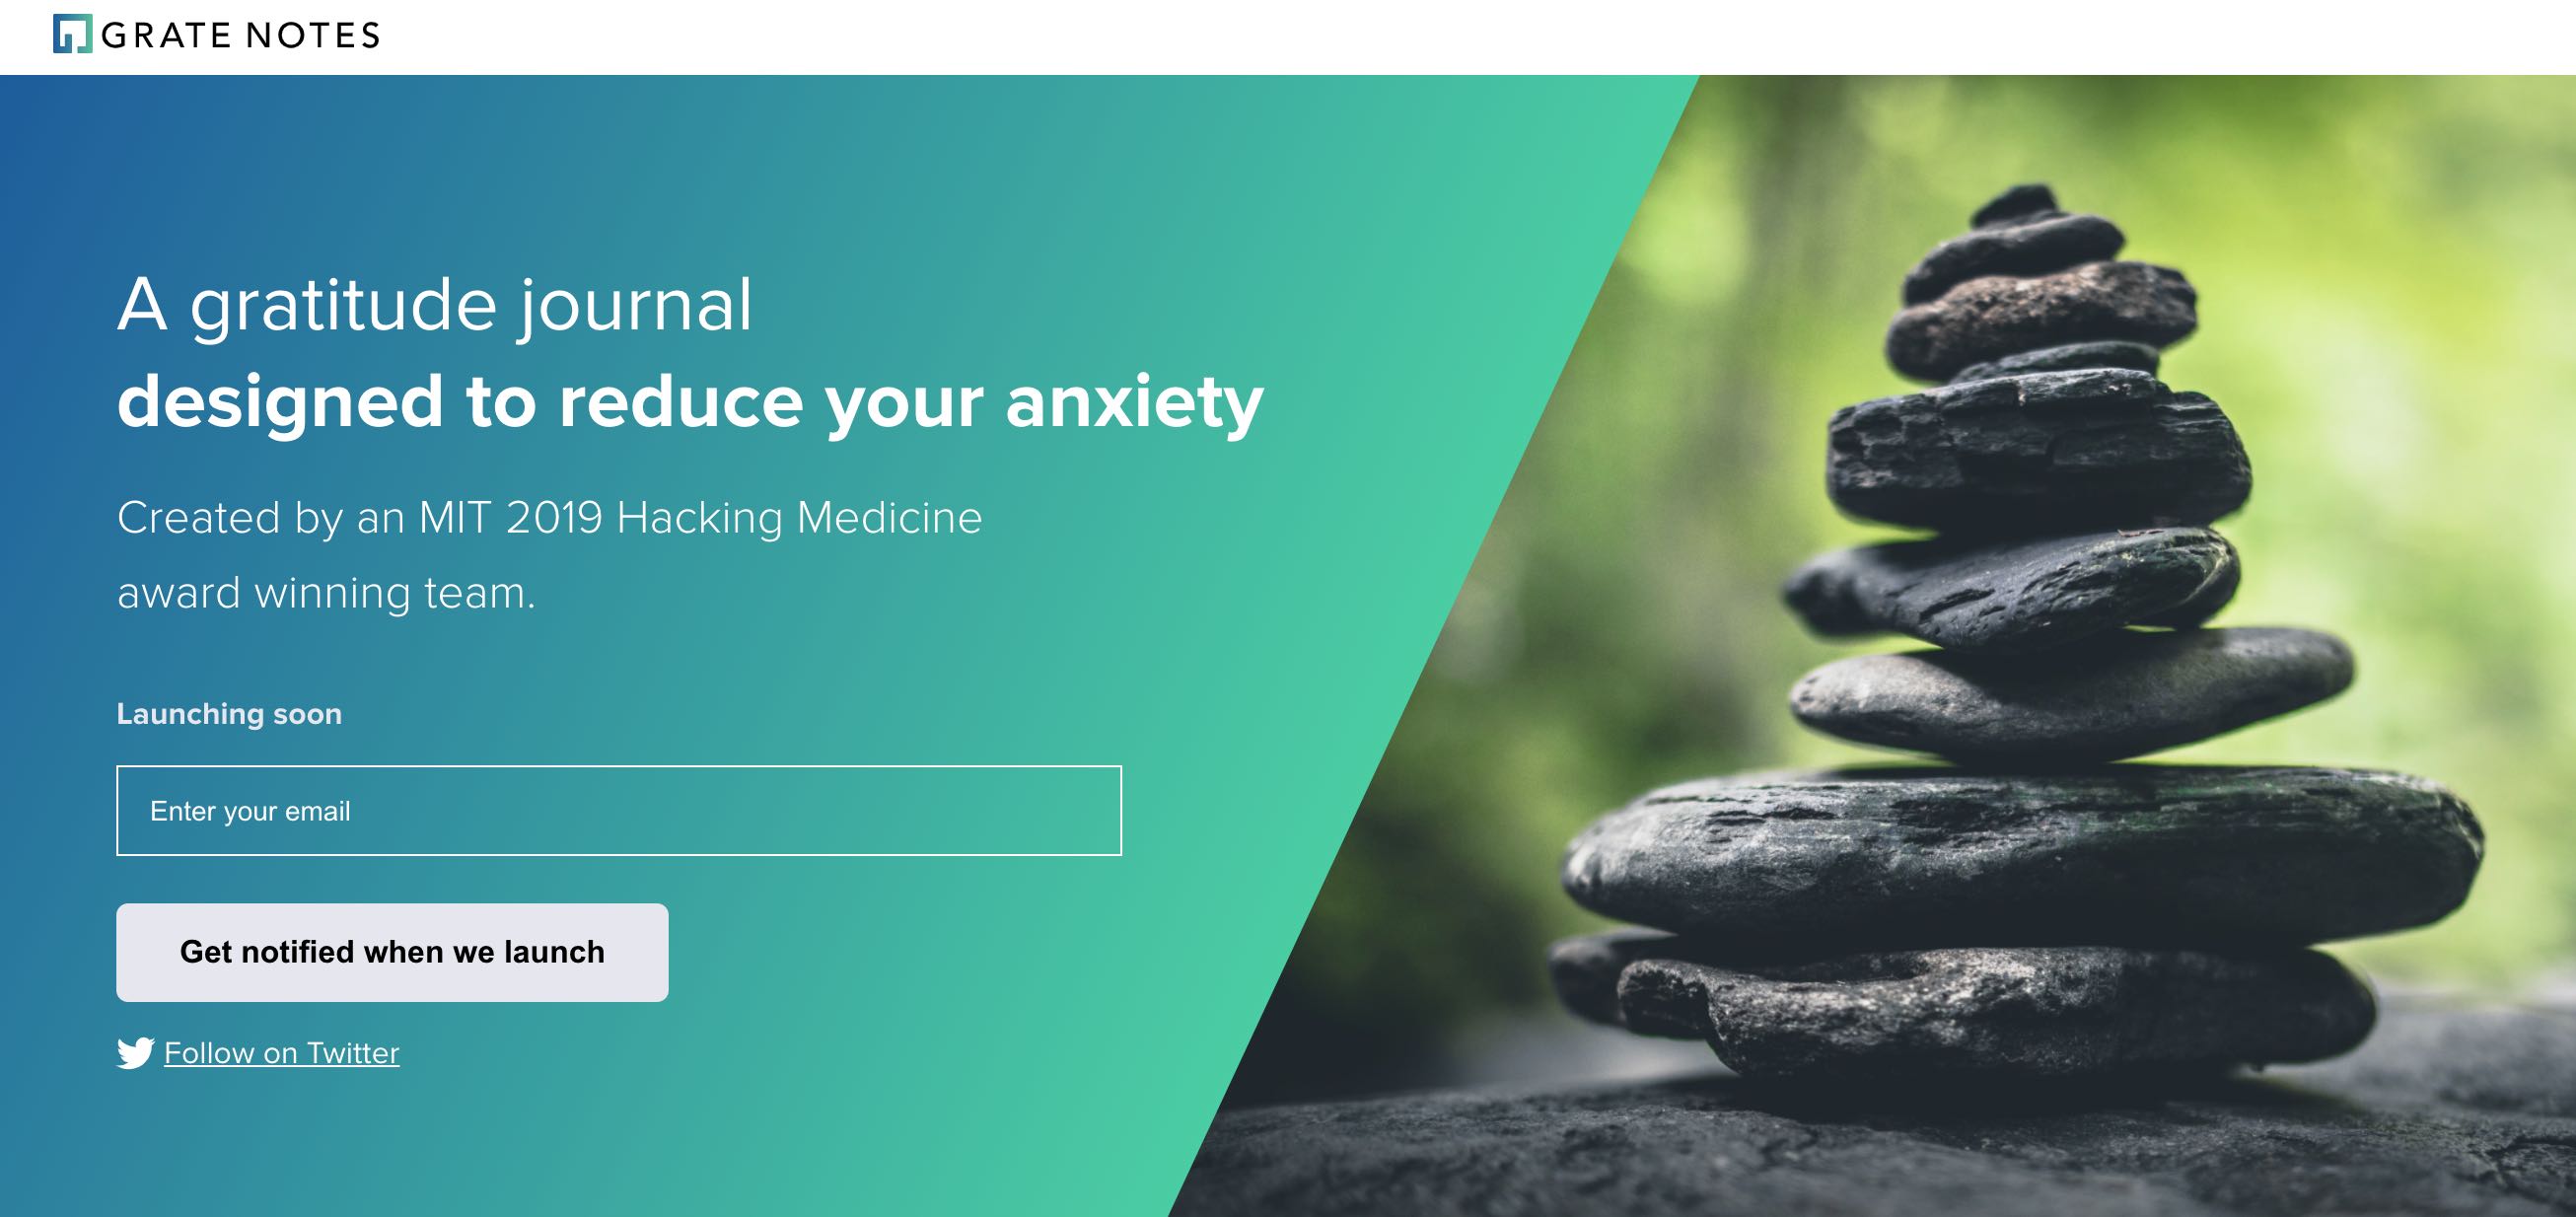 GRATE NOTES
A gratitude journal
designed to reduce your anxiety
Created by an MIT 2019 Hacking Medicine
award winning team.
Launching soon
Enter your email
Get notified when we launch
Follow on Twitter